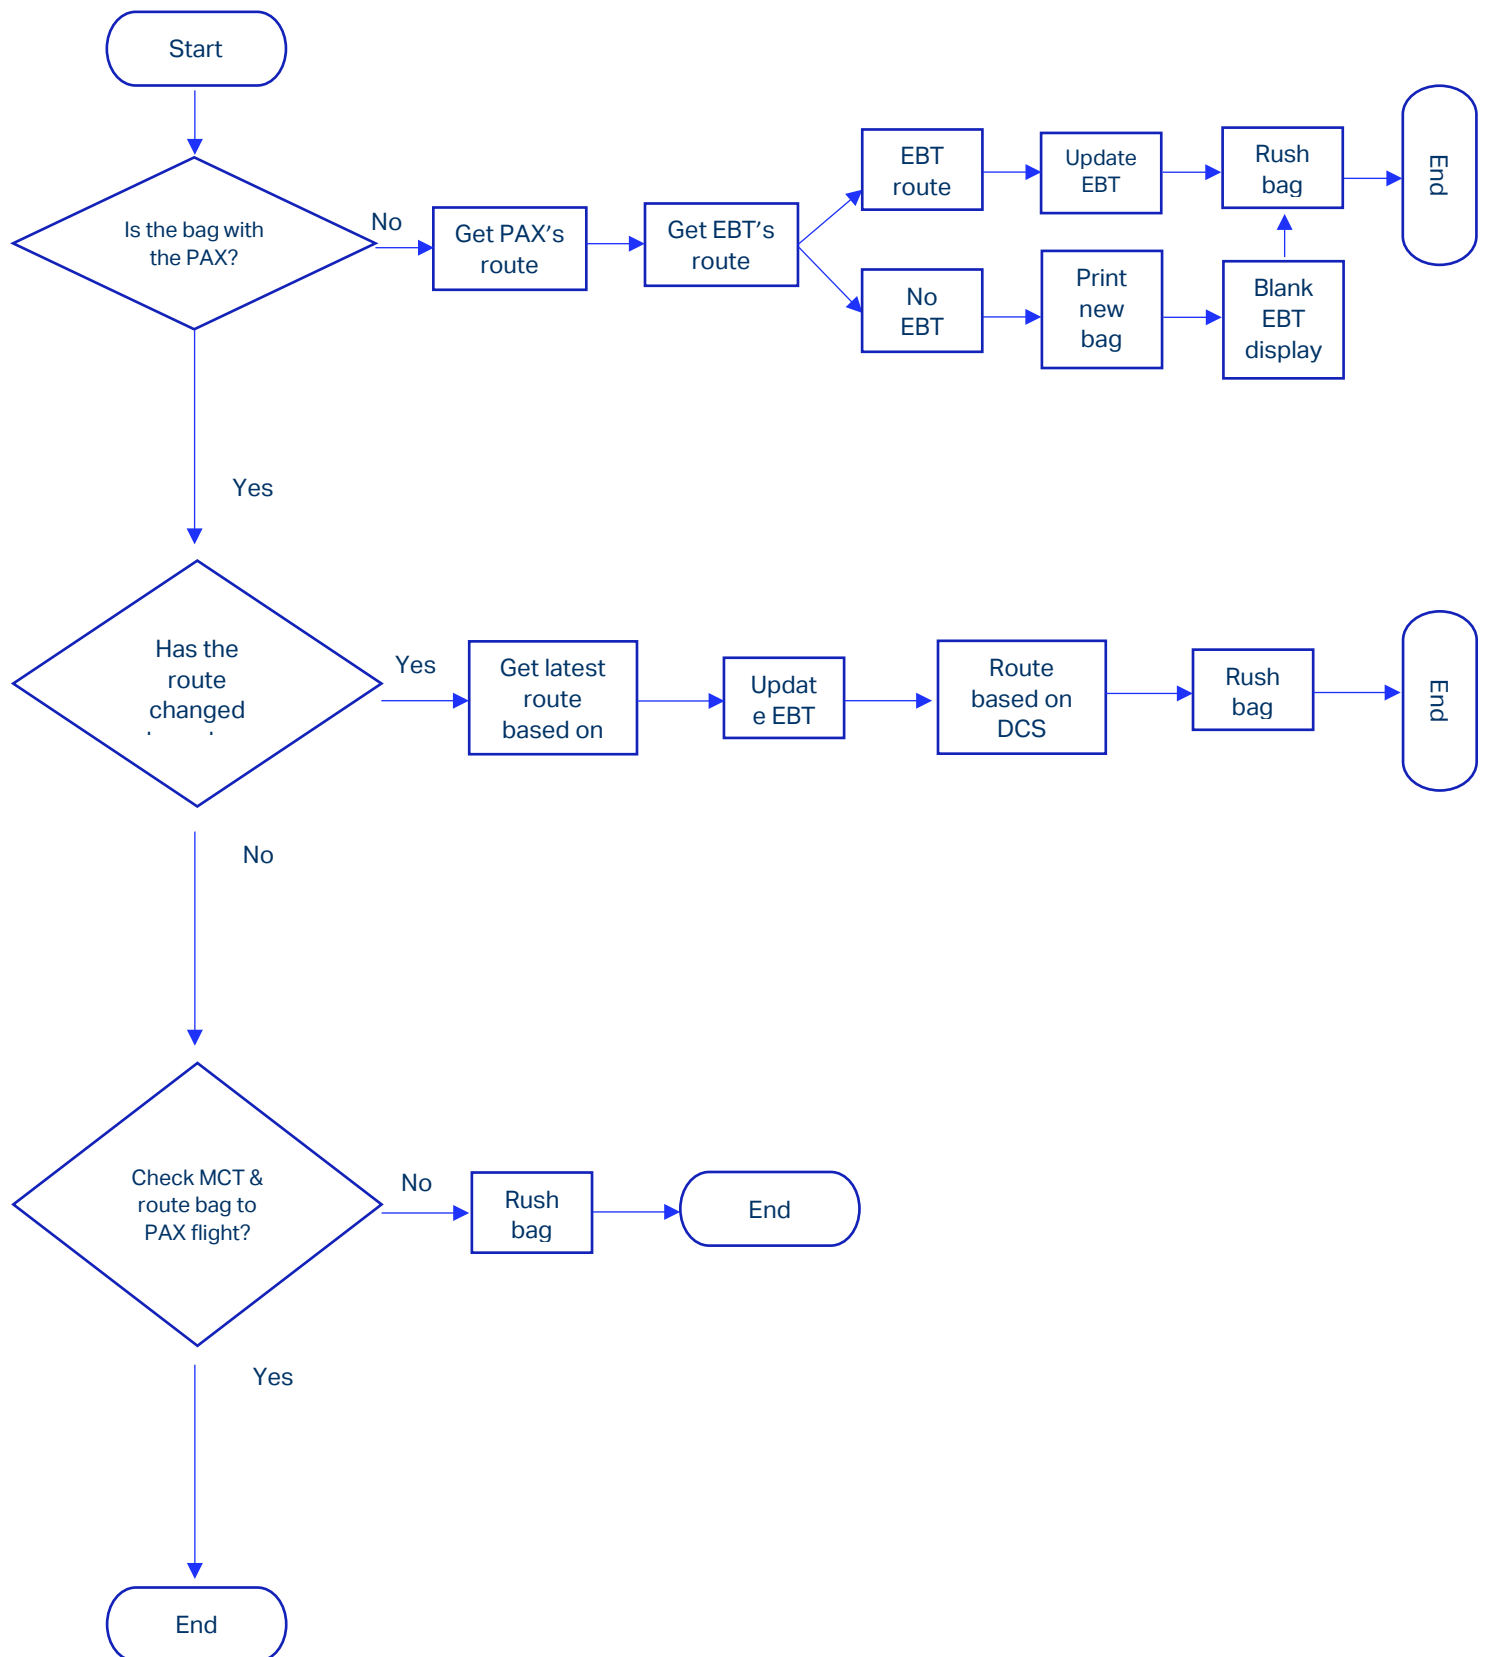 Start
Is the bag with
the PAX?
No
Get PAX's
route
Get EBT's
route
EBT
route
Update
EBT
Rush
bag
End
No
EBT
Print
new
bag
Blank
EBT
display
Yes
Has the
route
changed
Yes
Get latest
route
based on
Updat
e EBT
Route
based on
DCS
Rush
bag
End
No
Check MCT &
route bag to
PAX flight?
No
Rush
bag
End
Yes
End